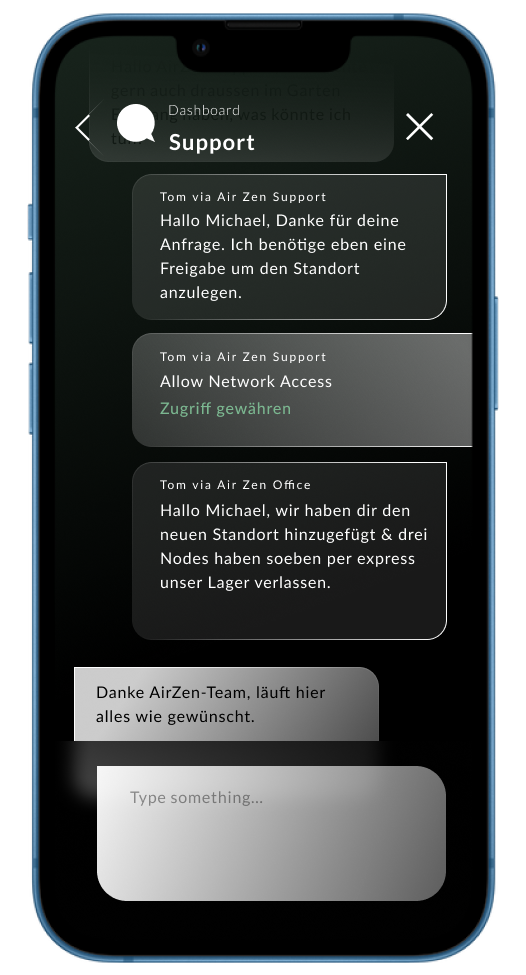 gern auch draussen im Garten
haben, was könnte ich
Dashboard
Support
Tom via Air Zen Support
Hallo Michael, Danke für deine
Anfrage. Ich benötige eben eine
Freigabe um den Standort
anzulegen.
Tom via Air Zen Support
Allow Network Access
Zugriff gewähren
Tom via Air Zen Office
Hallo Michael, wir haben dir den
neuen Standort hinzugefügt & drei
Nodes haben soeben per express
unser Lager verlassen.
Danke AirZen-Team, läuft hier
alles wie gewünscht.
Type something...